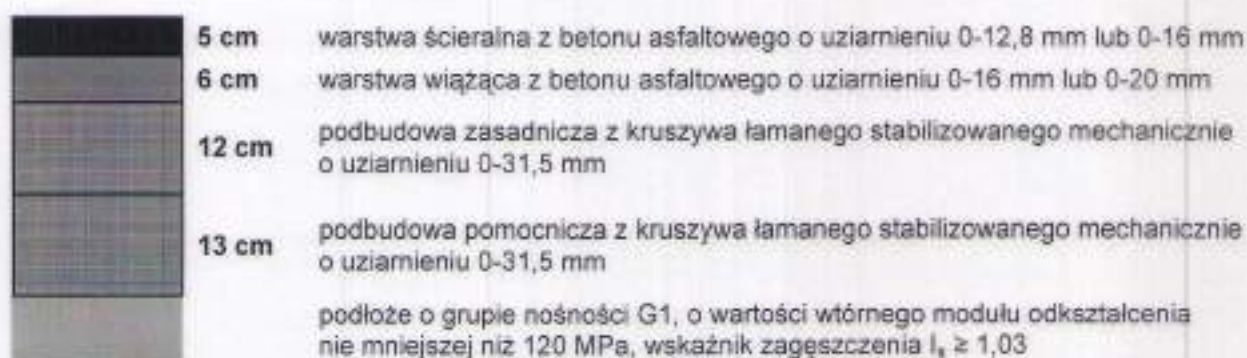 5 cm warstwa ścieralna z betonu asfaltowego o uziarnieniu 0-12,8 mm lub 0-16 mm
6 cm warstwa wiążąca z betonu asfaltowego o uziarnieniu 0-16 mm lub 0-20 mm
12 cm podbudowa zasadnicza z kruszywa łamanego stabilizowanego mechanicznie
o uziarnieniu 0-31,5 mm
13 cm podbudowa pomocnicza z kruszywa łamanego stabilizowanego mechanicznie
o uziarnieniu 0-31,5 mm
podłoże o grupie nośności G1, o wartości wtórnego modułu odkształcenia
nie mniejszej niż 120 MPa, wskaźnik zagęszczenia Iₛ ≥ 1,03